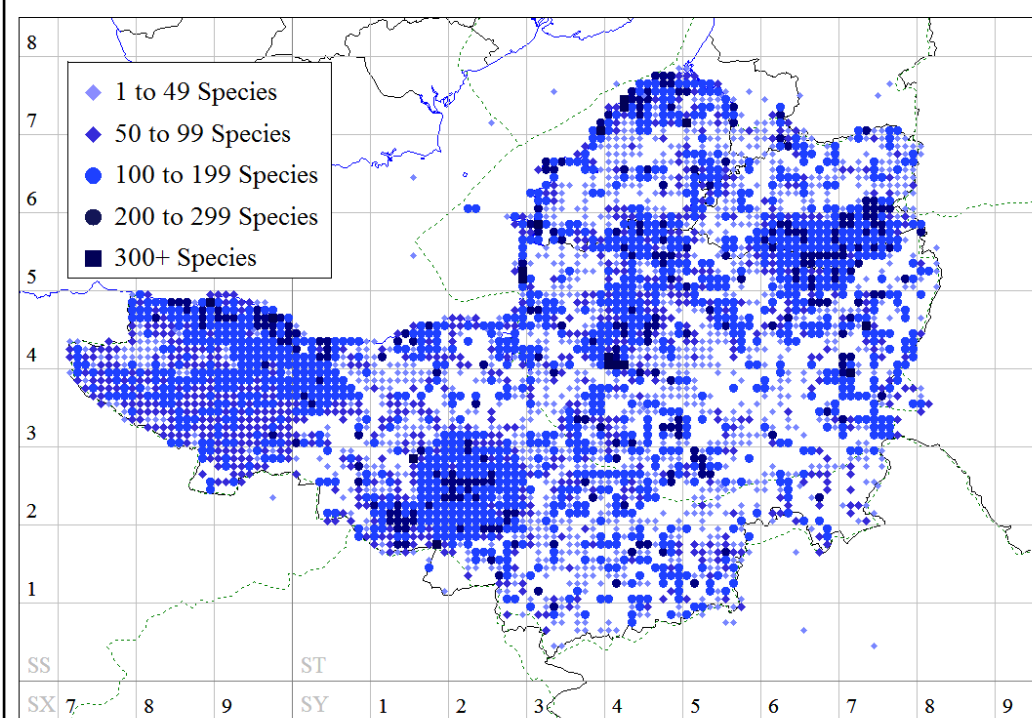 8
1 to 49 Species
50 to 99 Species
7
100 to 199 Species
6
200 to 299 Species
300+ Species
5
4
3
2
1
SS
ST
SX 7 8 9 SY 1 2 3 4 5 6 7 8 9